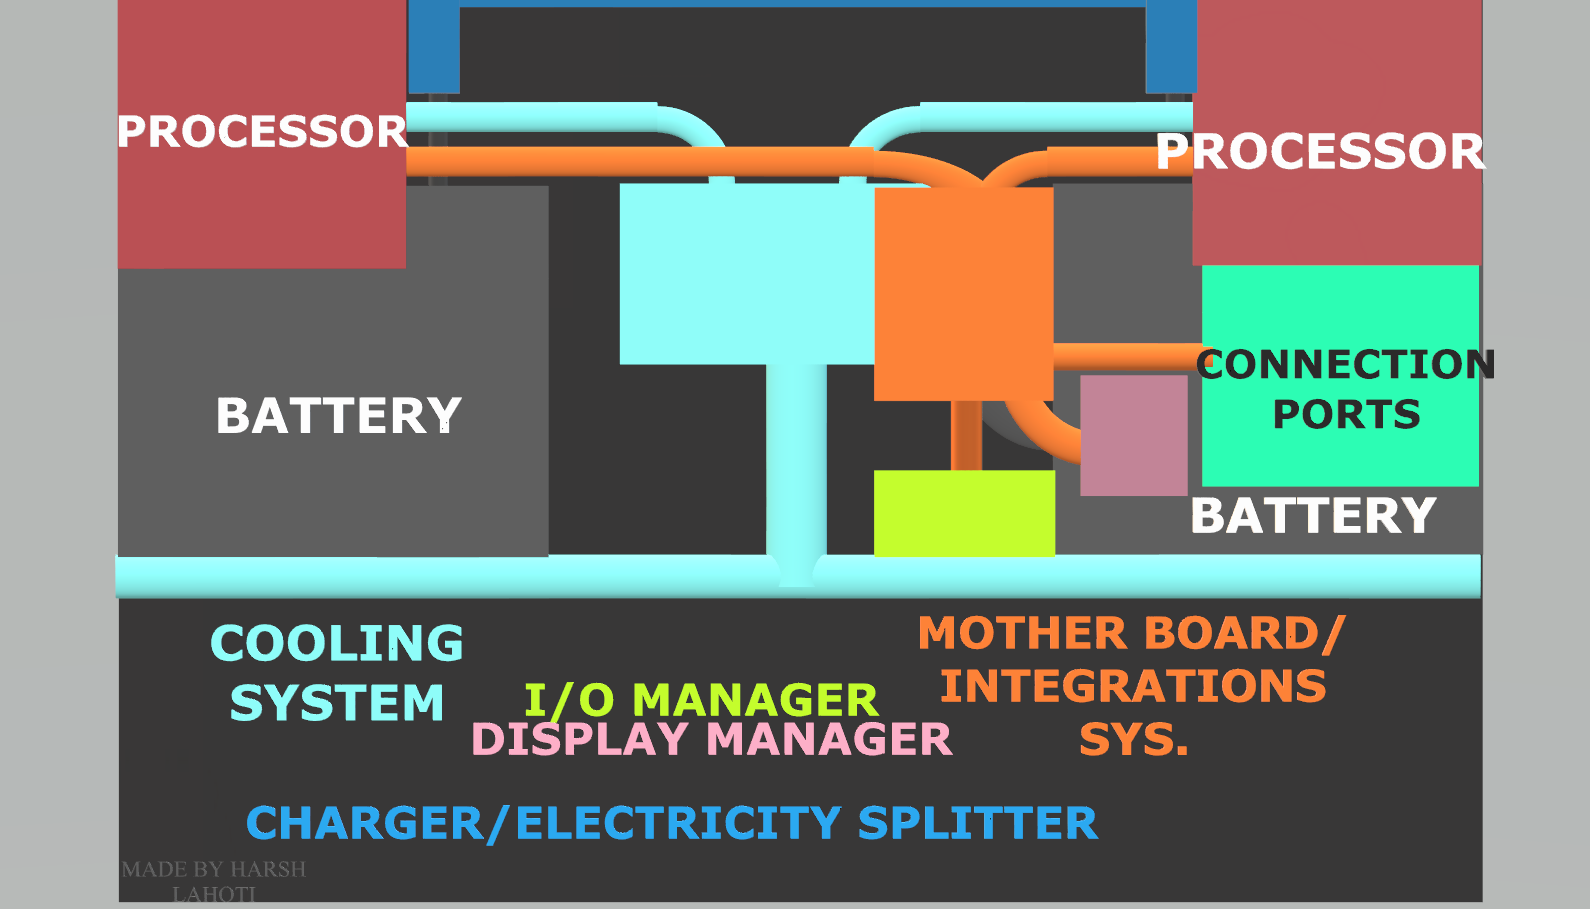 PROCESSOR
PROCESSOR
CONNECTION
PORTS
BATTERY
BATTERY
COOLING
SYSTEM
I/O MANAGER
DISPLAY MANAGER
MOTHER BOARD/
INTEGRATIONS
SYS.
CHARGER/ELECTRICITY SPLITTER
MADE BY HARSH
LAHOTI